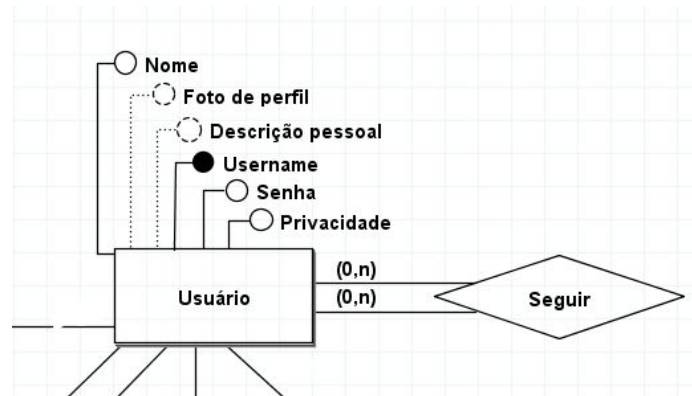 Nome
Foto de perfil
Descrição pessoal
Username
Senha
Privacidade
(0,n)
(0,n)
Usuário
Seguir